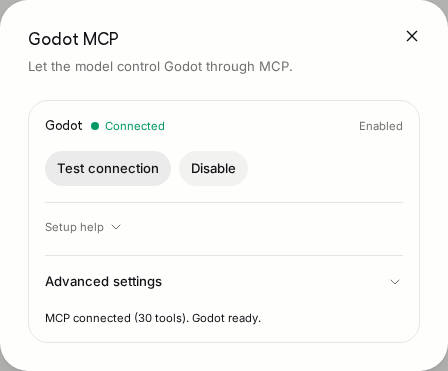 Godot MCP
Let the model control Godot through MCP.
Godot Connected Enabled
Test connection Disable
Setup help
Advanced settings
MCP connected (30 tools). Godot ready.